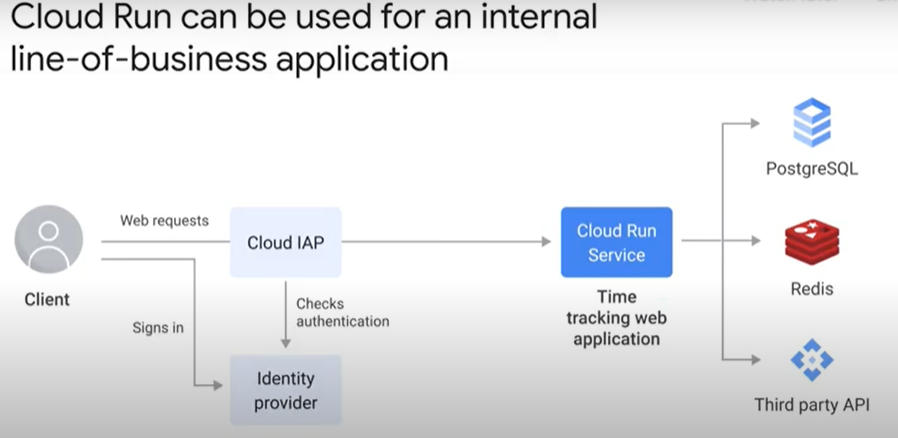 Cloud Run can be used for an internal
line-of-business application
PostgreSQL
Web requests
Cloud IAP
Cloud Run
Service
Client
Checks
authentication
Time
tracking web
application
Redis
Signs in
Identity
provider
Third party API